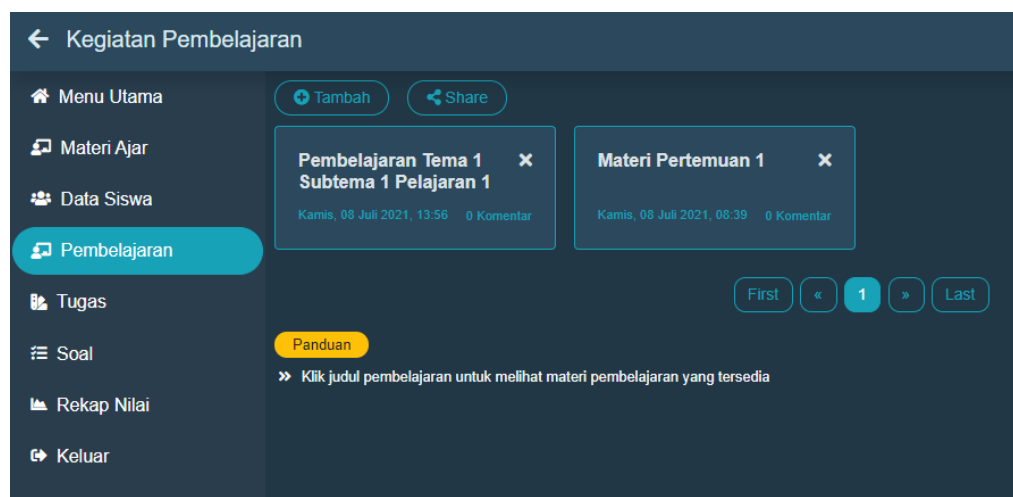 Kegiatan Pembelajaran
Menu Utama
Materi Ajar
Data Siswa
Pembelajaran
Tugas
Soal
Rekap Nilai
Keluar
Tambah
Share
Pembelajaran Tema 1
Subtema 1 Pelajaran 1
Kamis, 08 Juli 2021, 13:56 0 Komentar
Materi Pertemuan 1
Kamis, 08 Juli 2021, 08:39 0 Komentar
First « 1 » Last
Panduan
Klik judul pembelajaran untuk melihat materi pembelajaran yang tersedia